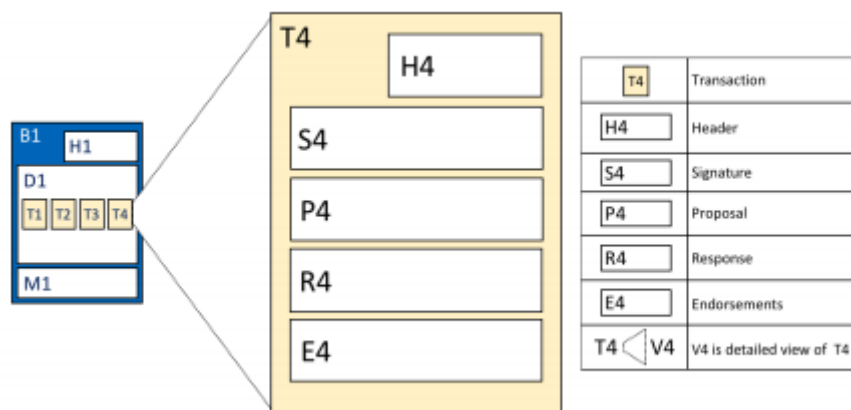 B1
H1
D1
T1 T2 T3 T4
M1
T4
H4
S4
P4
R4
E4
T4 Transaction
H4 Header
S4 Signature
P4 Proposal
R4 Response
E4 Endorsements
T4 V4 V4 is detailed view of T4